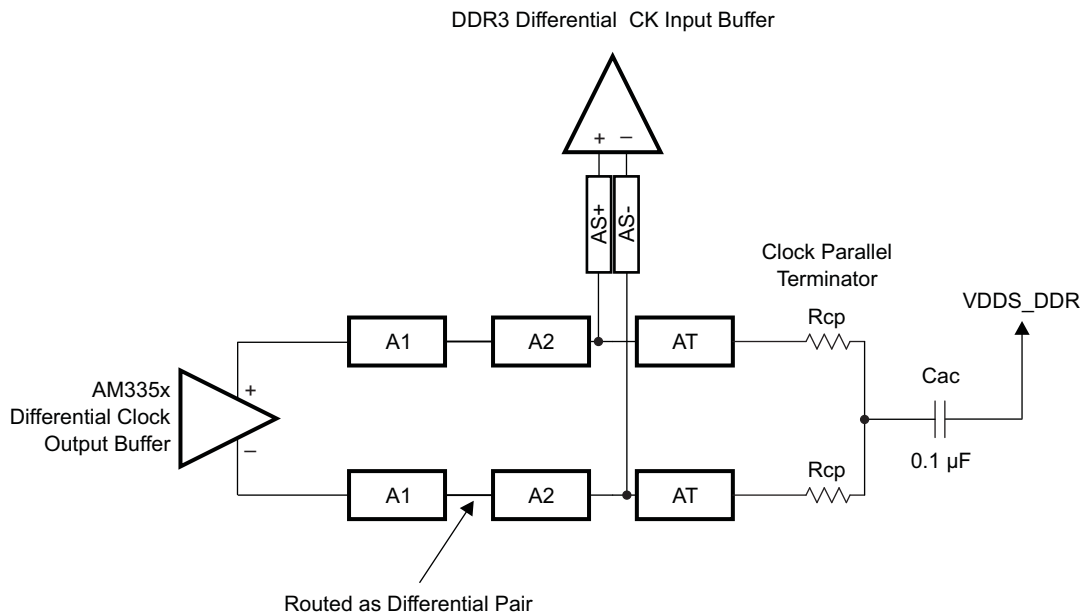 DDR3 Differential CK Input Buffer
+ −
AS+ AS-
Clock Parallel
Terminator
VDDS_DDR
Rcp
A1 A2 AT
Cac
AM335x
Differential Clock
Output Buffer
+
−
0.1 µF
Rcp
A1 A2 AT
Routed as Differential Pair